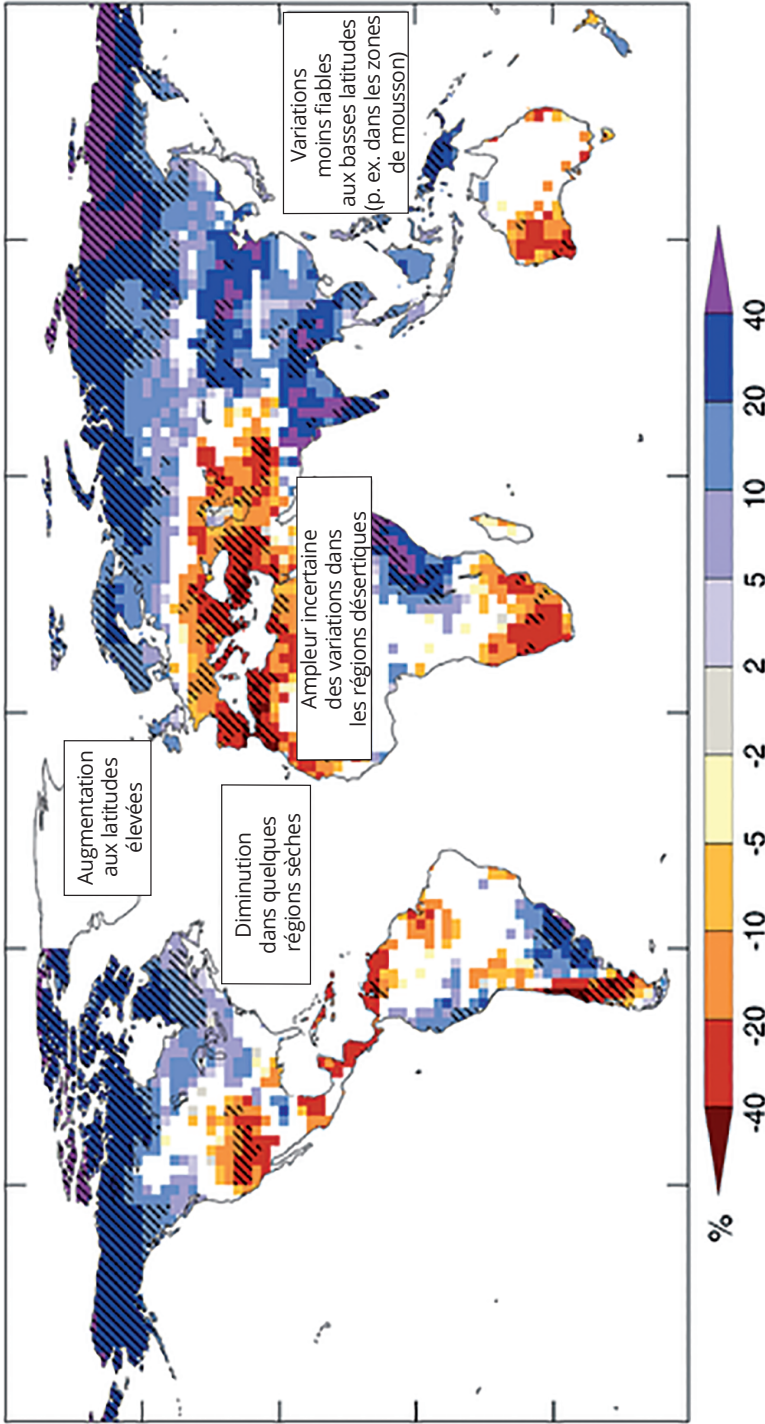 Augmentation
aux latitudes
élevées
Diminution
dans quelques
régions sèches
Ampleur incertaine
des variations dans
les régions désertiques
Variations
moins fiables
aux basses latitudes
(p. ex. dans les zones
de mousson)
% -40 -20 -10 -5 -2 2 5 10 20 40